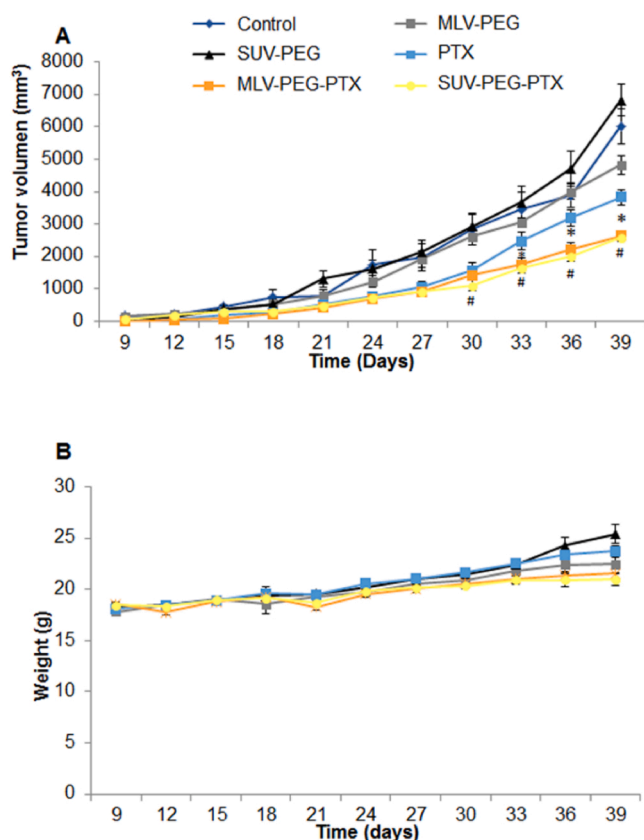 A
Control
MLV-PEG
SUV-PEG
PTX
MLV-PEG-PTX
SUV-PEG-PTX
Tumor volumen (mm³)
8000
7000
6000
5000
4000
3000
2000
1000
0
* * * *
# # # #
9 12 15 18 21 24 27 30 33 36 39
Time (Days)
B
Weight (g)
30
25
20
15
10
5
0
9 12 15 18 21 24 27 30 33 36 39
Time (days)